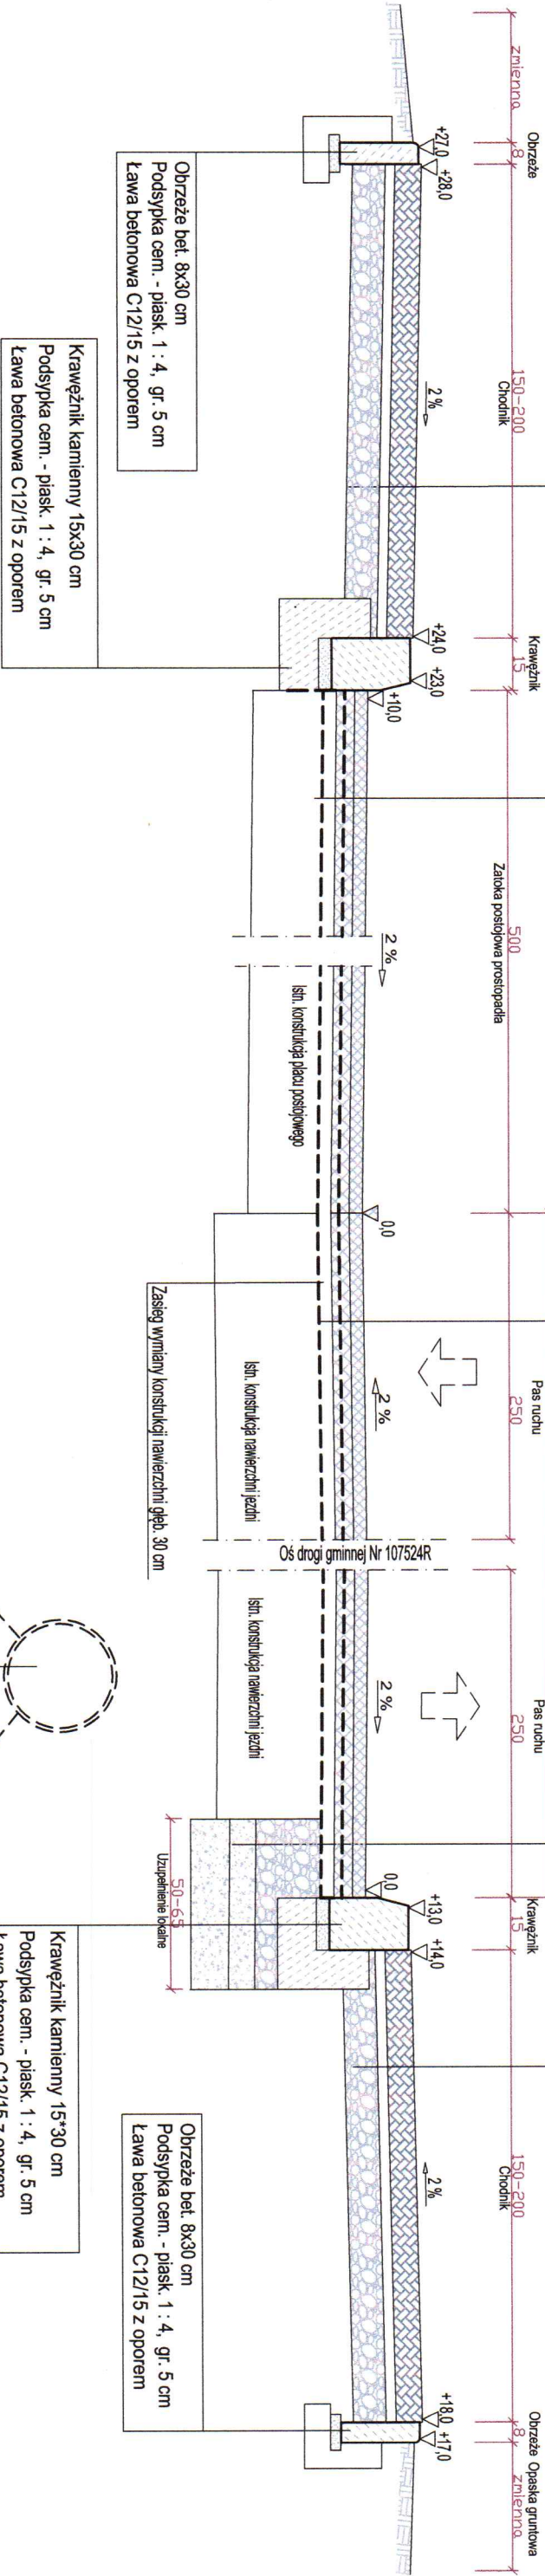 Obrzeże
Chodnik
Krawężnik
Zatoka postojowa prostopadła
Pas ruchu
Pas ruchu
Krawężnik
Chodnik
Obrzeże
Opaska gruntowa
zmienna
8
150-200
15
500
250
250
15
150-200
8
zmienna
+27,0
+28,0
2 %
+24,0
+23,0
+10,0
2 %
0,0
2 %
2 %
0,0
+13,0
+14,0
2 %
+18,0
+17,0
Istn. konstrukcja placu postojowego
Istn. konstrukcja nawierzchni jezdni
Oś drogi gminnej Nr 107524R
Istn. konstrukcja nawierzchni jezdni
Zasięg wymiany konstrukcji nawierzchni głęb. 30 cm
50-65
Uzupełnienie lokalne
Obrzeże bet. 8x30 cm
Podsypka cem. - piask. 1 : 4, gr. 5 cm
Ława betonowa C12/15 z oporem
Krawężnik kamienny 15x30 cm
Podsypka cem. - piask. 1 : 4, gr. 5 cm
Ława betonowa C12/15 z oporem
Krawężnik kamienny 15*30 cm
Podsypka cem. - piask. 1 : 4, gr. 5 cm
Ława betonowa C12/15 z oporem
Obrzeże bet. 8x30 cm
Podsypka cem. - piask. 1 : 4, gr. 5 cm
Ława betonowa C12/15 z oporem